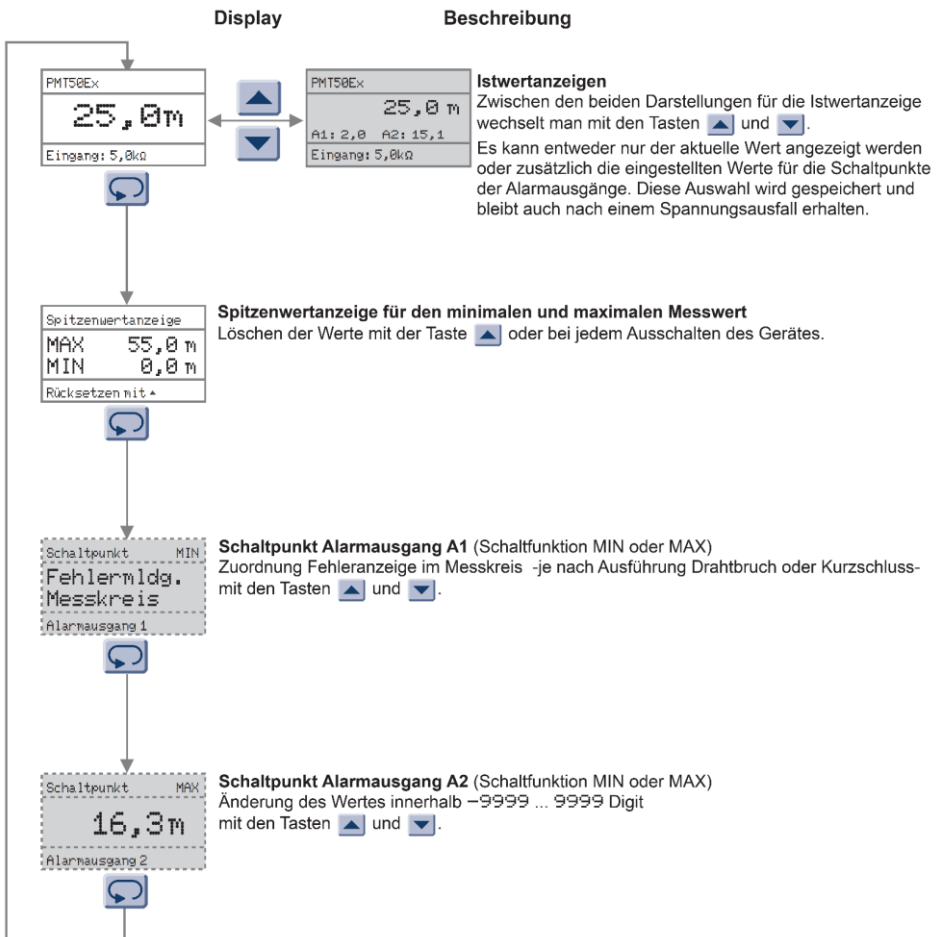 Display Beschreibung
PMT50Ex
25,0m
Eingang: 5,0kΩ
PMT50Ex
25,0 m
A1: 2,0 A2: 15,1
Eingang: 5,0kΩ
Istwertanzeigen
Zwischen den beiden Darstellungen für die Istwertanzeige
wechselt man mit den Tasten ▲ und ▼.
Es kann entweder nur der aktuelle Wert angezeigt werden
oder zusätzlich die eingestellten Werte für die Schaltpunkte
der Alarmausgänge. Diese Auswahl wird gespeichert und
bleibt auch nach einem Spannungsausfall erhalten.
Spitzenwertanzeige
MAX 55,0 m
MIN 0,0 m
Rücksetzen mit ▲
Spitzenwertanzeige für den minimalen und maximalen Messwert
Löschen der Werte mit der Taste ▲ oder bei jedem Ausschalten des Gerätes.
Schaltpunkt MIN
Fehlermldg.
Messkreis
Alarmausgang 1
Schaltpunkt Alarmausgang A1 (Schaltfunktion MIN oder MAX)
Zuordnung Fehleranzeige im Messkreis -je nach Ausführung Drahtbruch oder Kurzschluss-
mit den Tasten ▲ und ▼.
Schaltpunkt MAX
16,3m
Alarmausgang 2
Schaltpunkt Alarmausgang A2 (Schaltfunktion MIN oder MAX)
Änderung des Wertes innerhalb −9999 ... 9999 Digit
mit den Tasten ▲ und ▼.